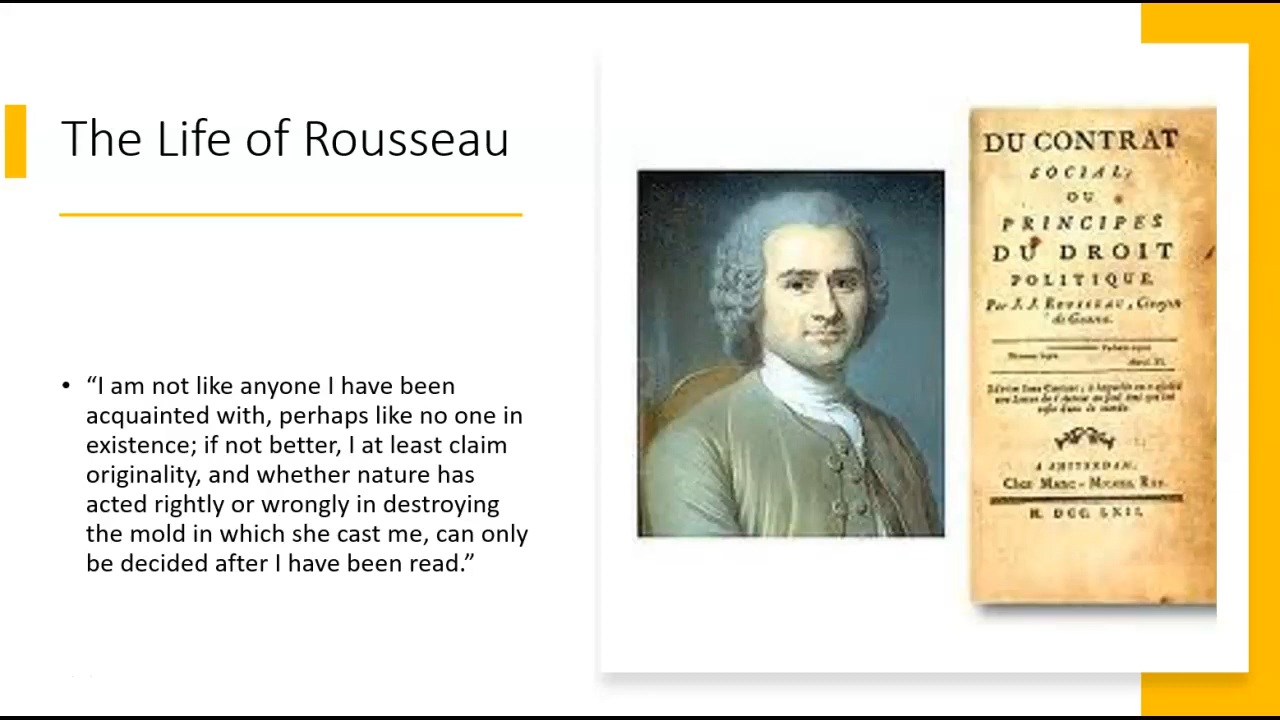 The Life of Rousseau
• “I am not like anyone I have been
acquainted with, perhaps like no one in
existence; if not better, I at least claim
originality, and whether nature has
acted rightly or wrongly in destroying
the mold in which she cast me, can only
be decided after I have been read.”
DU CONTRAT
SOCIAL;
OU
PRINCIPES
DU DROIT
POLITIQUE.
Par J. J. ROUSSEAU, Citoyen
de Geneve.
A AMSTERDAM,
Chez MARC-MICHEL REY.
M. DCC. LXII.